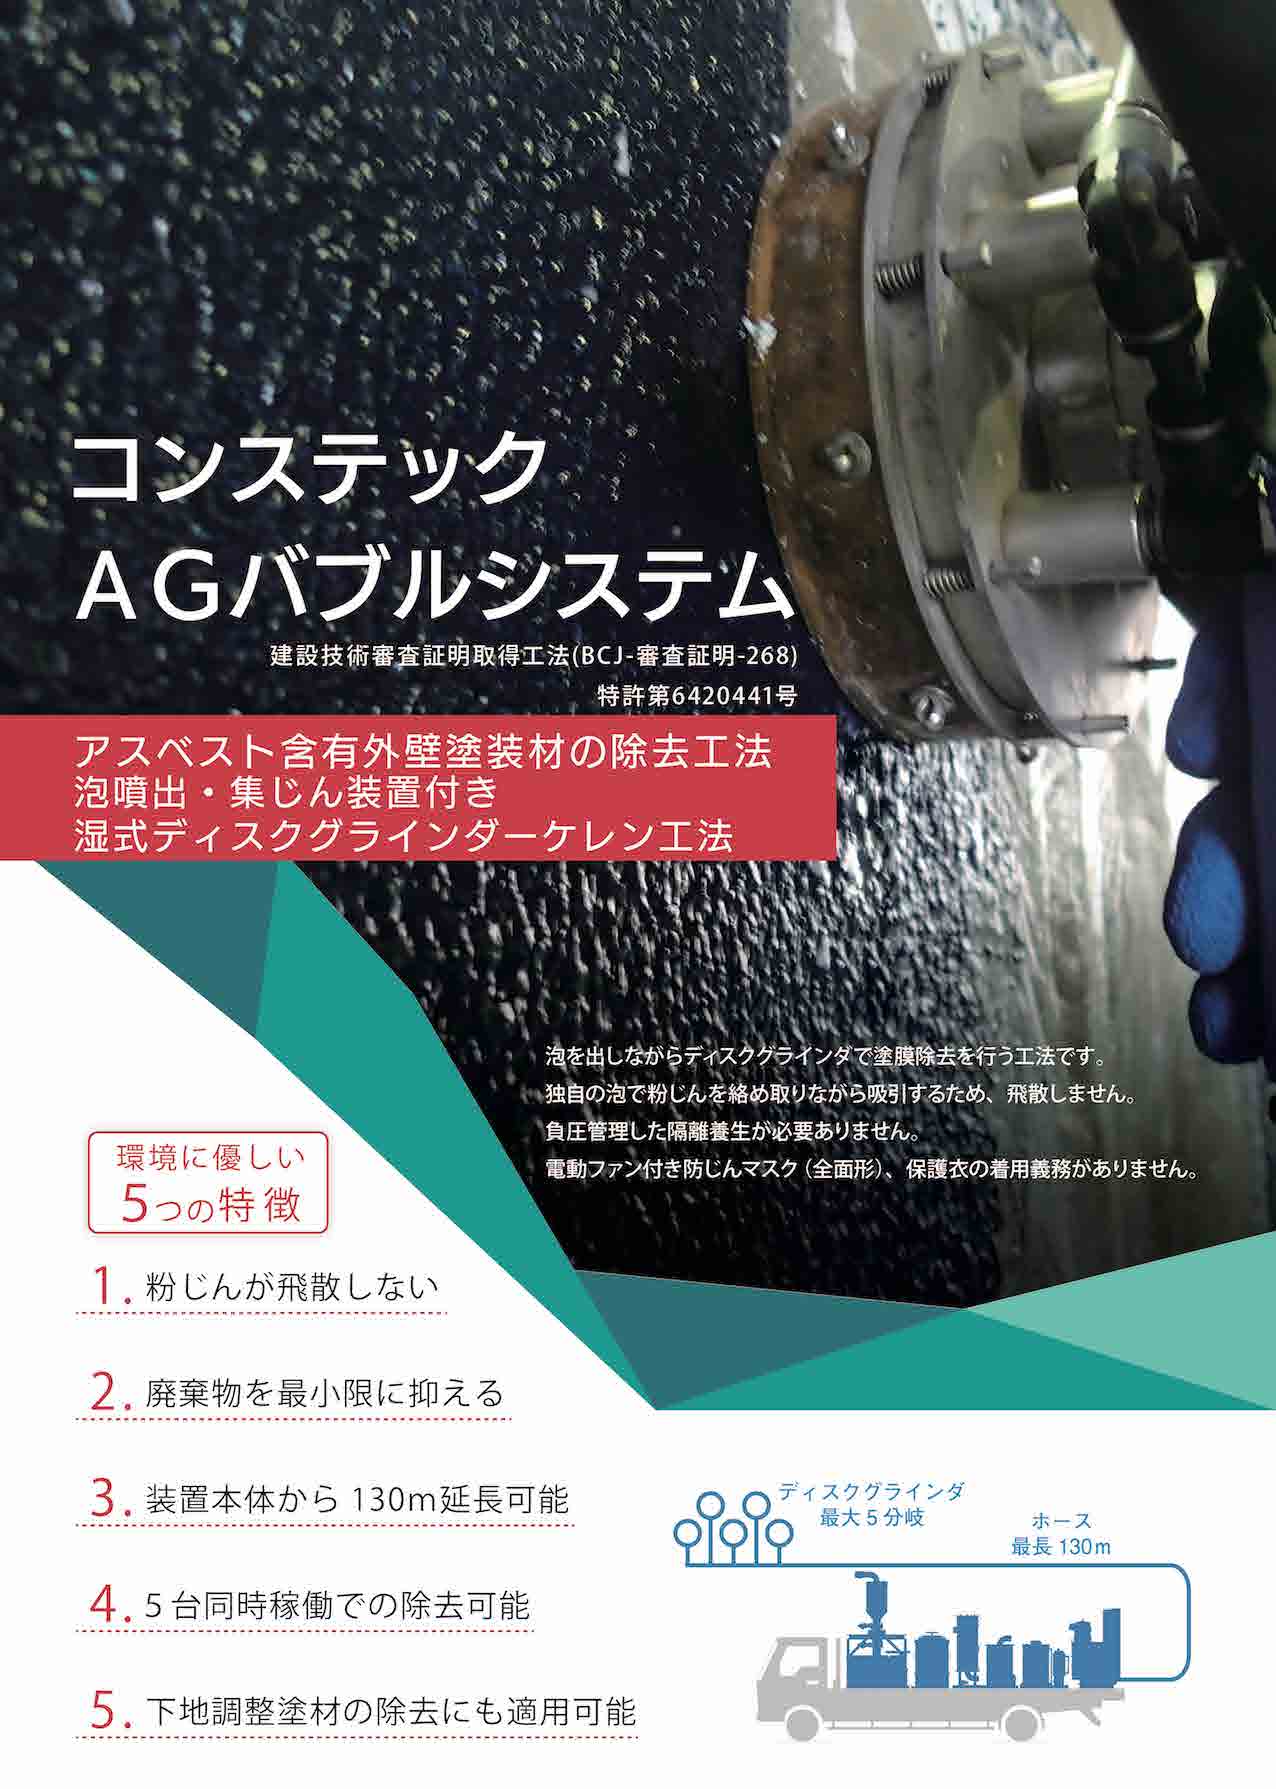 コンステック
AGバブルシステム
建設技術審査証明取得工法(BCJ-審査証明-268)
特許第6420441号
アスベスト含有外壁塗装材の除去工法
泡噴出・集じん装置付き
湿式ディスクグラインダーケレン工法
泡を出しながらディスクグラインダで塗膜除去を行う工法です。
独自の泡で粉じんを絡め取りながら吸引するため、飛散しません。
負圧管理した隔離養生が必要ありません。
電動ファン付き防じんマスク（全面形）、保護衣の着用義務がありません。
環境に優しい
5つの特徴
1. 粉じんが飛散しない
2. 廃棄物を最小限に抑える
3. 装置本体から130m延長可能
4. 5台同時稼働での除去可能
5. 下地調整塗材の除去にも適用可能
ディスクグラインダ
最大5分岐
ホース
最長130m